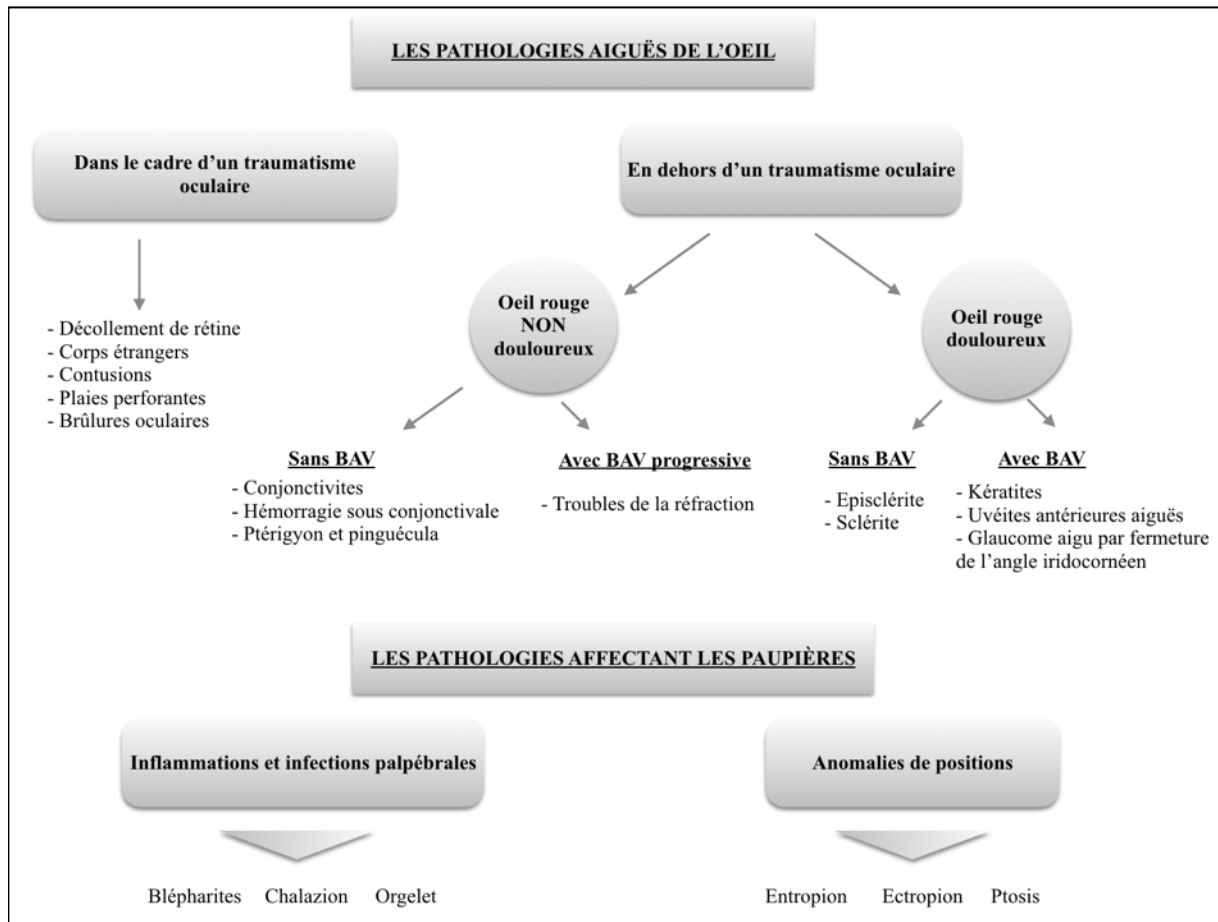 LES PATHOLOGIES AIGUËS DE L'OEIL
Dans le cadre d'un traumatisme
oculaire
- Décollement de rétine
- Corps étrangers
- Contusions
- Plaies perforantes
- Brûlures oculaires
En dehors d'un traumatisme oculaire
Oeil rouge
NON
douloureux
Sans BAV
- Conjonctivites
- Hémorragie sous conjonctivale
- Ptérigyon et pinguécula
Avec BAV progressive
- Troubles de la réfraction
Oeil rouge
douloureux
Sans BAV
- Episclérite
- Sclérite
Avec BAV
- Kératites
- Uvéites antérieures aiguës
- Glaucome aigu par fermeture
de l'angle iridocornéen
LES PATHOLOGIES AFFECTANT LES PAUPIÈRES
Inflammations et infections palpébrales
Blépharites Chalazion Orgelet
Anomalies de positions
Entropion Ectropion Ptosis